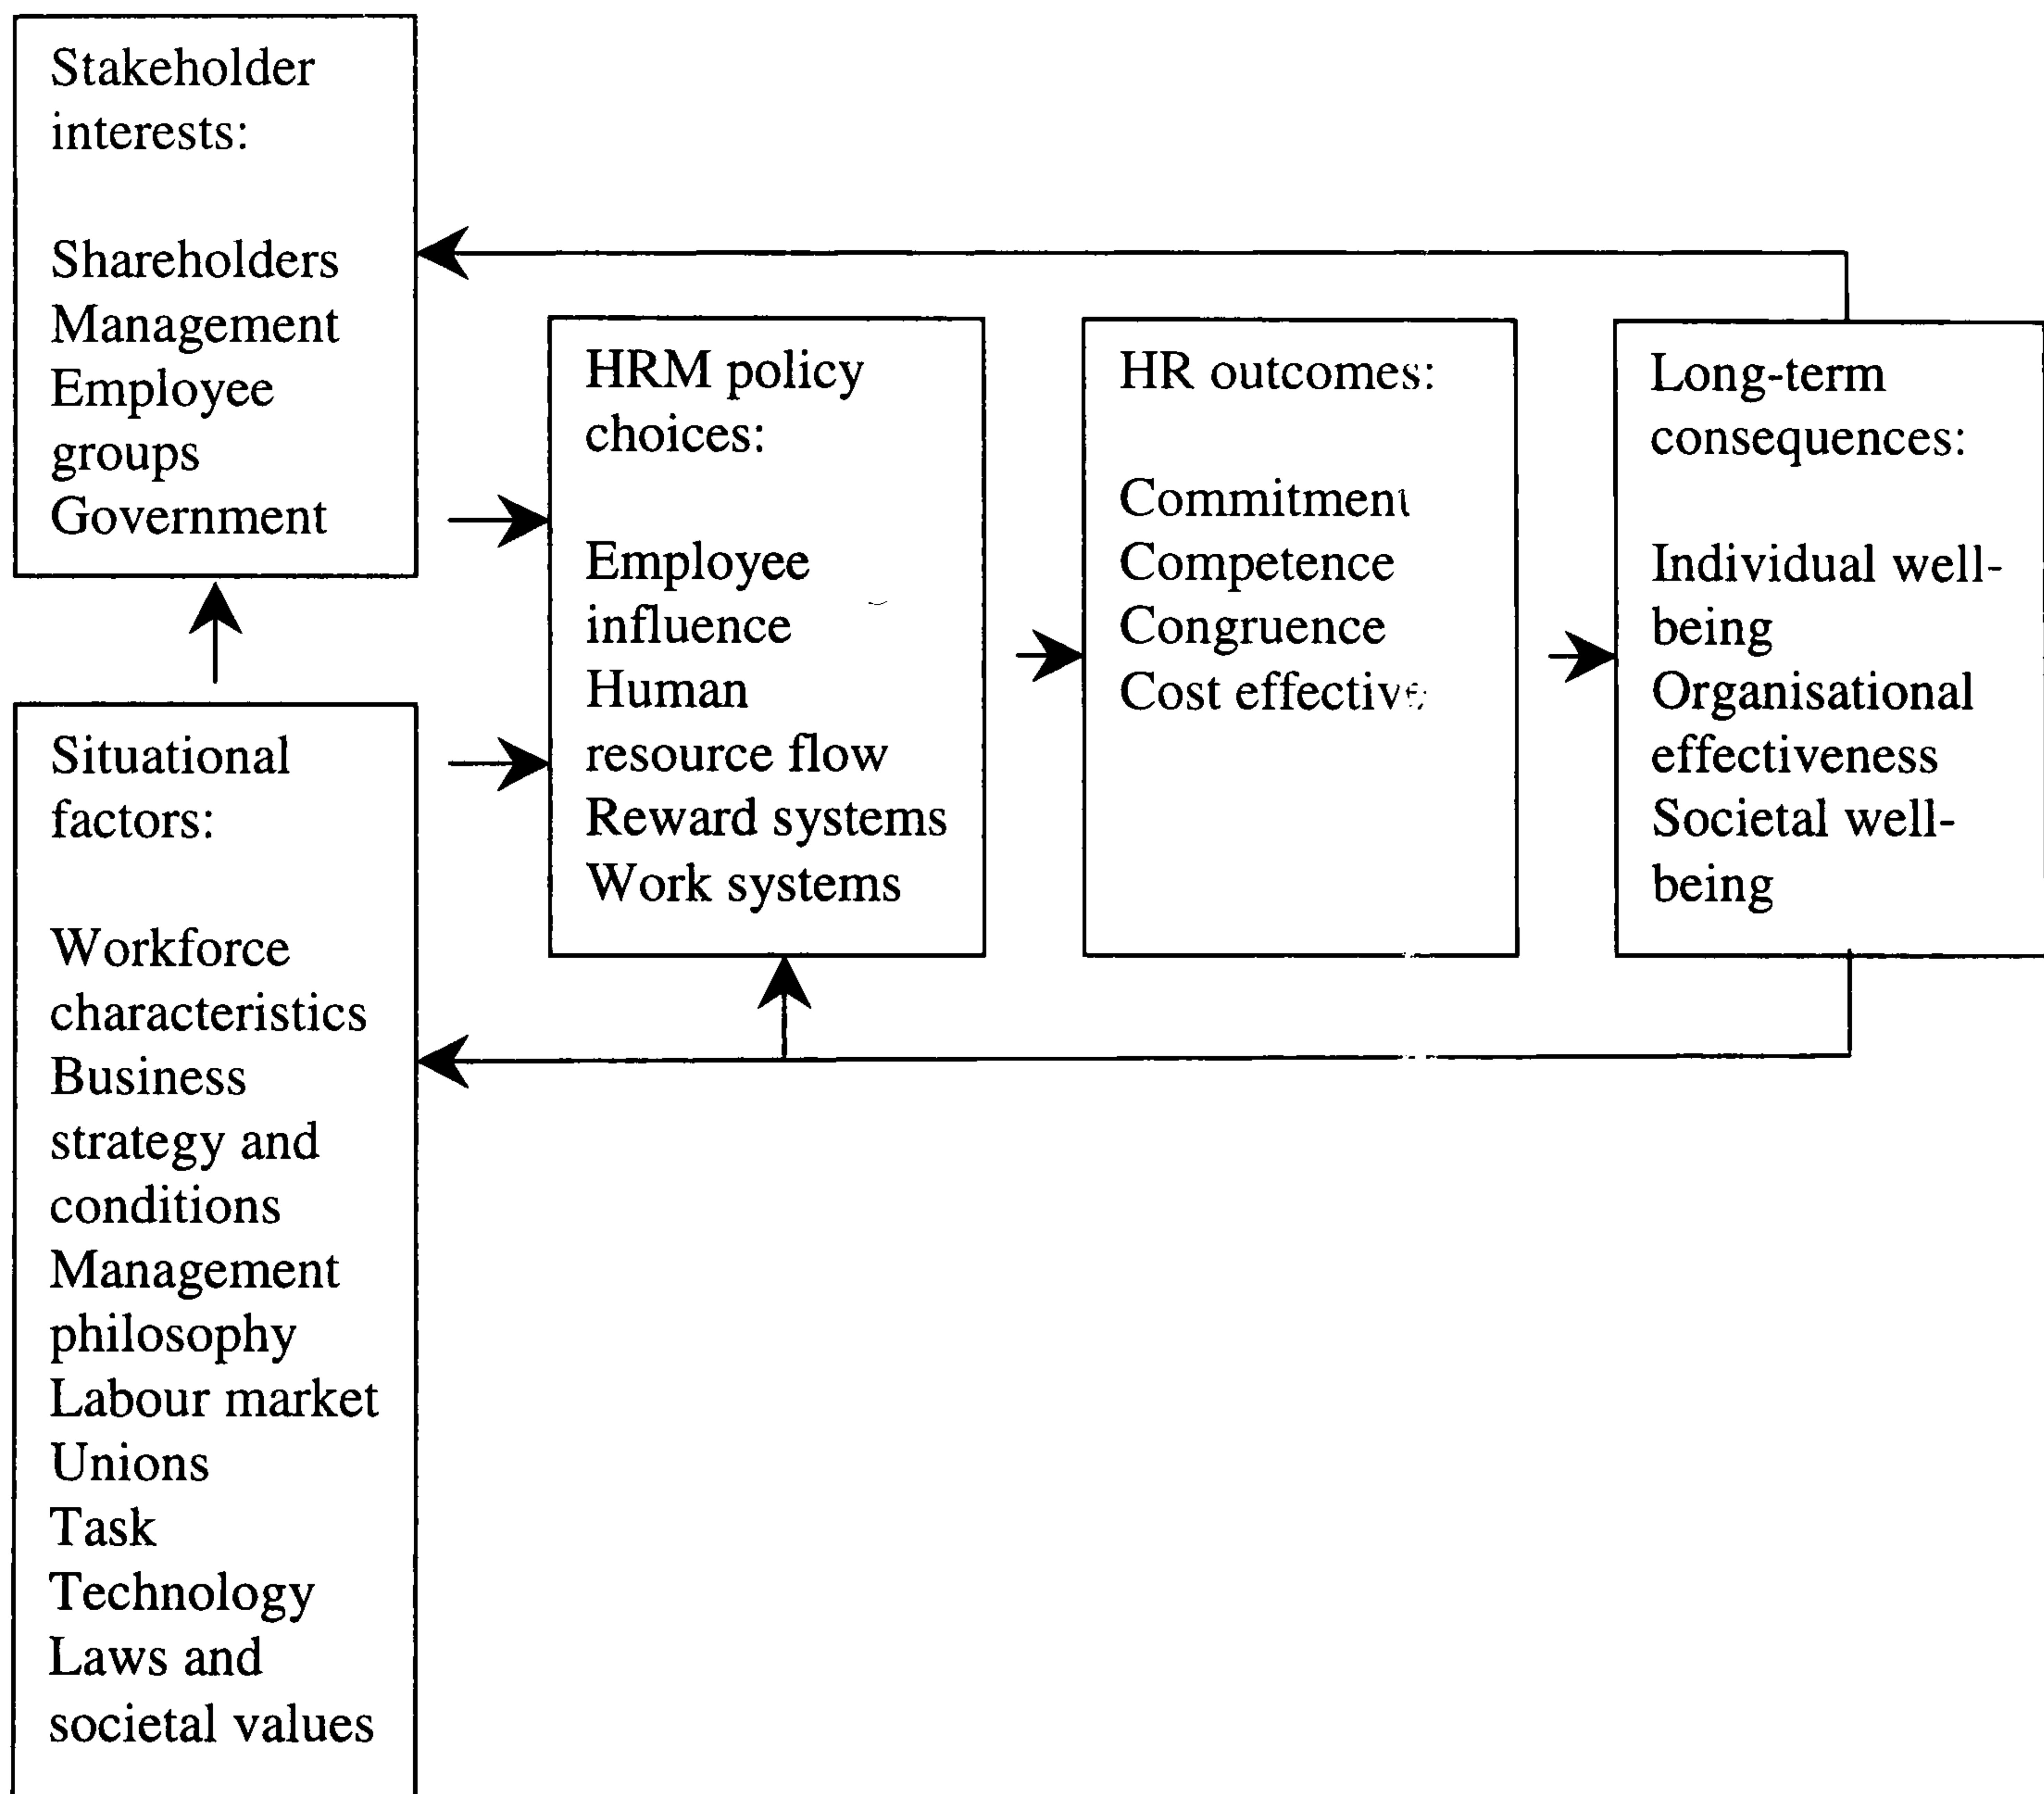 Stakeholder
interests:
Shareholders
Management
Employee
groups
Government
Situational
factors:
Workforce
characteristics
Business
strategy and
conditions
Management
philosophy
Labour market
Unions
Task
Technology
Laws and
societal values
HRM policy
choices:
Employee
influence
Human
resource flow
Reward systems
Work systems
HR outcomes:
Commitment
Competence
Congruence
Cost effective
Long-term
consequences:
Individual well-
being
Organisational
effectiveness
Societal well-
being